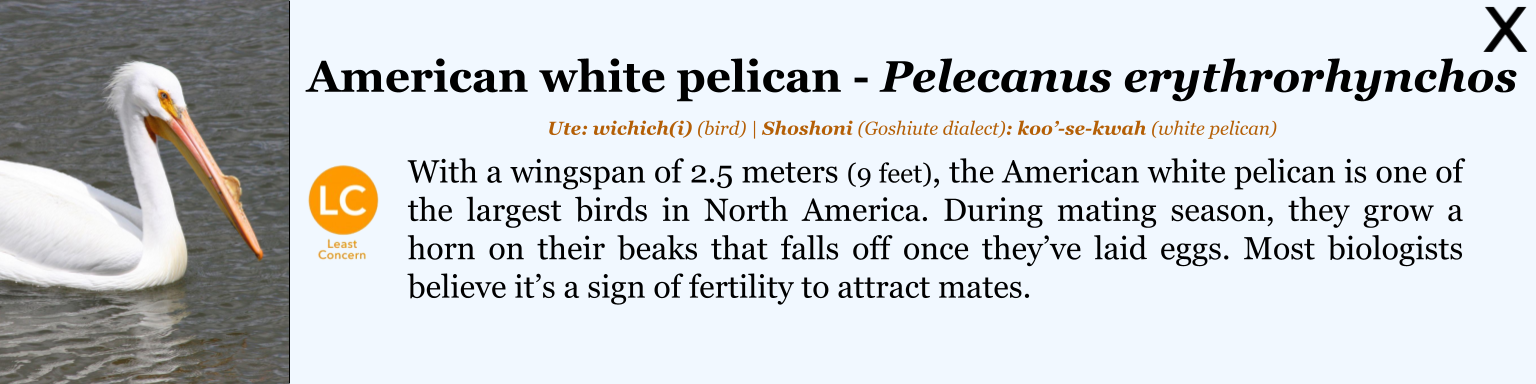 X
American white pelican - Pelecanus erythrorhynchos
Ute: wichich(i) (bird) | Shoshoni (Goshiute dialect): koo’-se-kwah (white pelican)
LC
Least
Concern
With a wingspan of 2.5 meters (9 feet), the American white pelican is one of
the largest birds in North America. During mating season, they grow a
horn on their beaks that falls off once they’ve laid eggs. Most biologists
believe it’s a sign of fertility to attract mates.